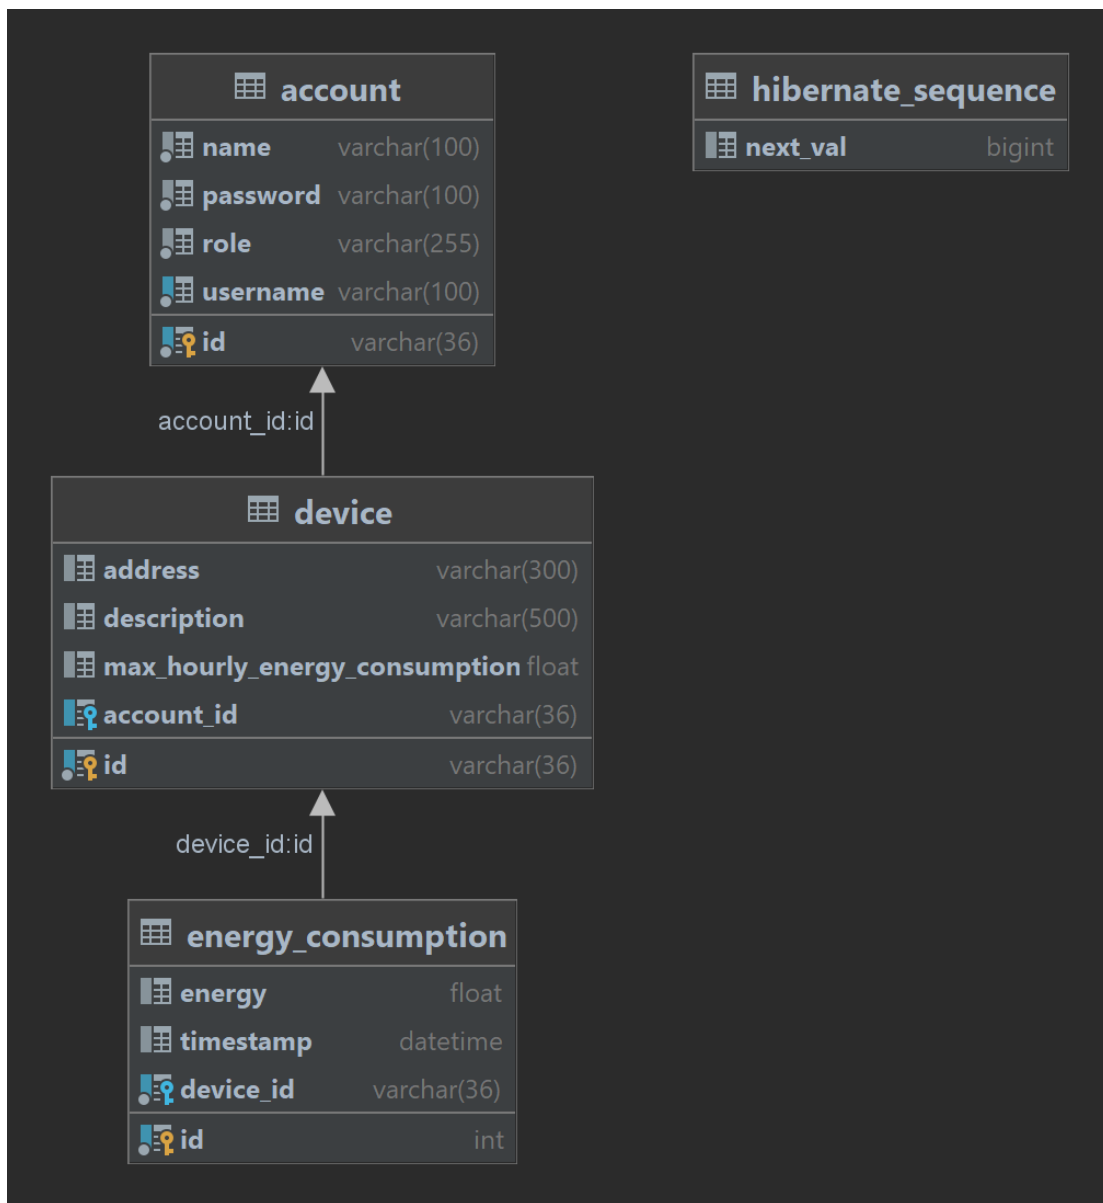 account
name varchar(100)
password varchar(100)
role varchar(255)
username varchar(100)
id varchar(36)
hibernate_sequence
next_val bigint
account_id:id
device
address varchar(300)
description varchar(500)
max_hourly_energy_consumption float
account_id varchar(36)
id varchar(36)
device_id:id
energy_consumption
energy float
timestamp datetime
device_id varchar(36)
id int